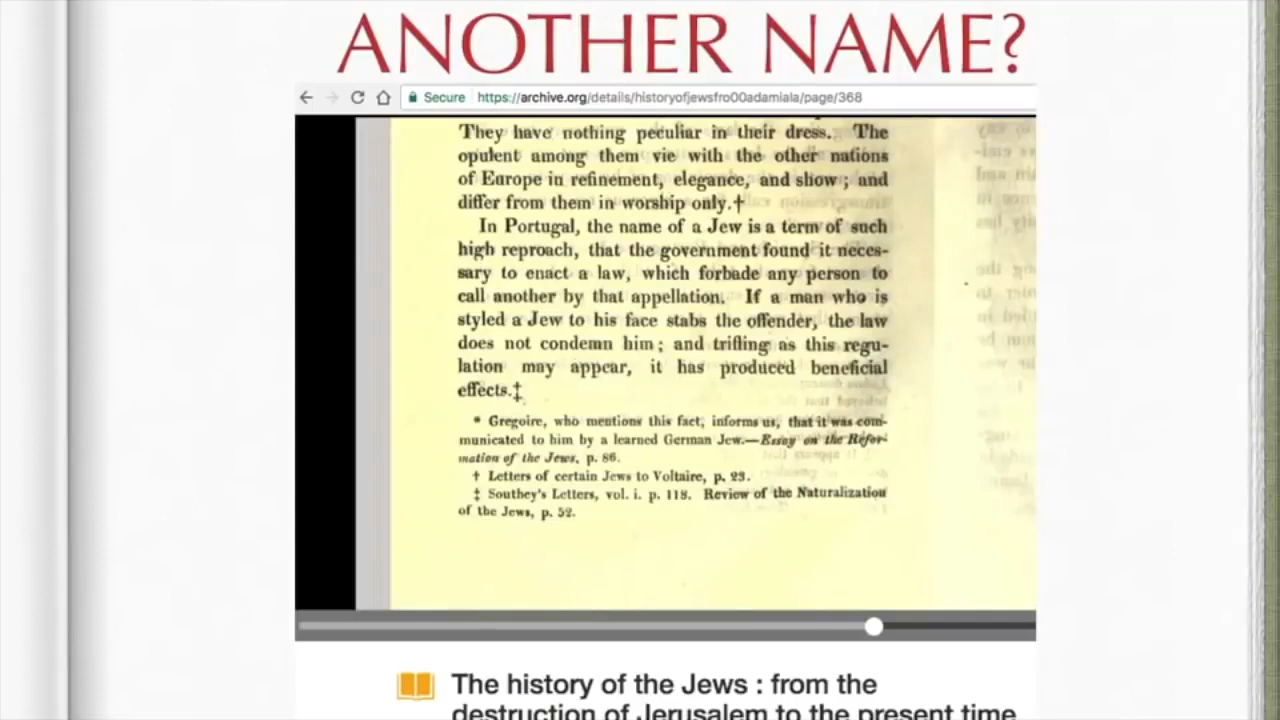 ANOTHER NAME?
Secure https://archive.org/details/historyofjewsfro00adamiala/page/368
They have nothing peculiar in their dress. The
opulent among them vie with the other nations
of Europe in refinement, elegance, and show ; and
differ from them in worship only.†
In Portugal, the name of a Jew is a term of such
high reproach, that the government found it neces-
sary to enact a law, which forbade any person to
call another by that appellation. If a man who is
styled a Jew to his face stabs the offender, the law
does not condemn him ; and trifling as this regu-
lation may appear, it has produced beneficial
effects.‡
* Gregoire, who mentions this fact, informs us, that it was com-
municated to him by a learned German Jew.—Essay on the Refor-
mation of the Jews, p. 86.
† Letters of certain Jews to Voltaire, p. 23.
‡ Southey's Letters, vol. i. p. 118. Review of the Naturalization
of the Jews, p. 52.
The history of the Jews : from the
destruction of Jerusalem to the present time